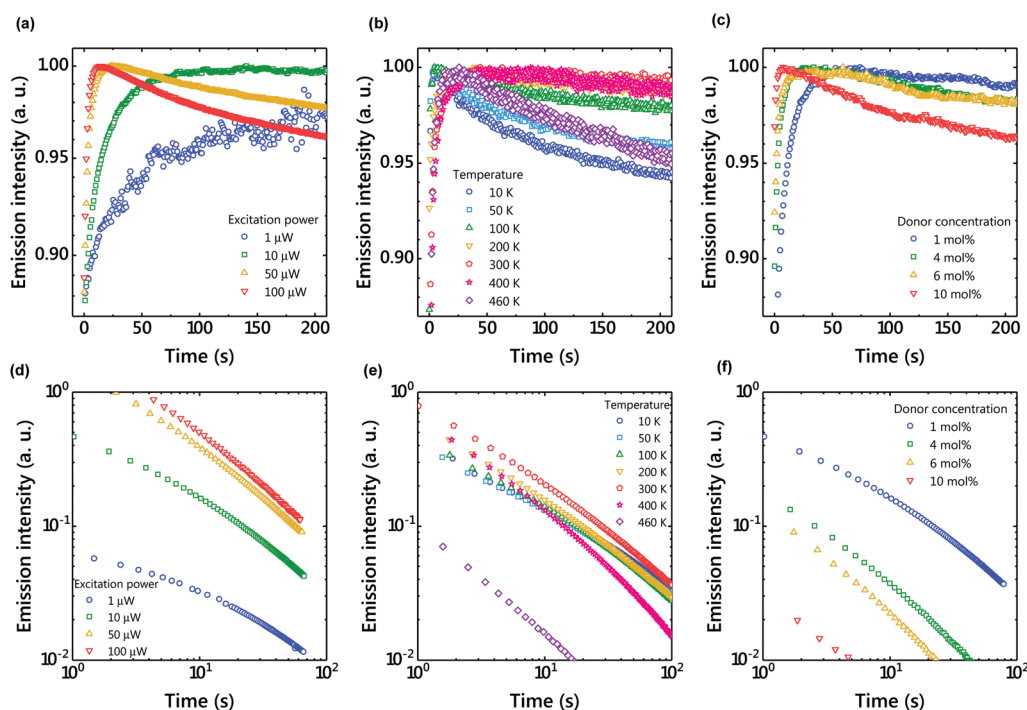 (a)
Emission intensity (a. u.)
1.00
0.95
0.90
Excitation power
1 µW
10 µW
50 µW
100 µW
0 50 100 150 200
Time (s)
(b)
Emission intensity (a. u.)
1.00
0.95
0.90
Temperature
10 K
50 K
100 K
200 K
300 K
400 K
460 K
0 50 100 150 200
Time (s)
(c)
Emission intensity (a. u.)
1.00
0.95
0.90
Donor concentration
1 mol%
4 mol%
6 mol%
10 mol%
0 50 100 150 200
Time (s)
(d)
Emission intensity (a. u.)
10⁰
10⁻¹
10⁻²
Excitation power
1 µW
10 µW
50 µW
100 µW
10⁰ 10¹ 10²
Time (s)
(e)
Emission intensity (a. u.)
10⁰
10⁻¹
10⁻²
Temperature
10 K
50 K
100 K
200 K
300 K
400 K
460 K
10⁰ 10¹ 10²
Time (s)
(f)
Emission intensity (a. u.)
10⁰
10⁻¹
10⁻²
Donor concentration
1 mol%
4 mol%
6 mol%
10 mol%
10⁰ 10¹ 10²
Time (s)